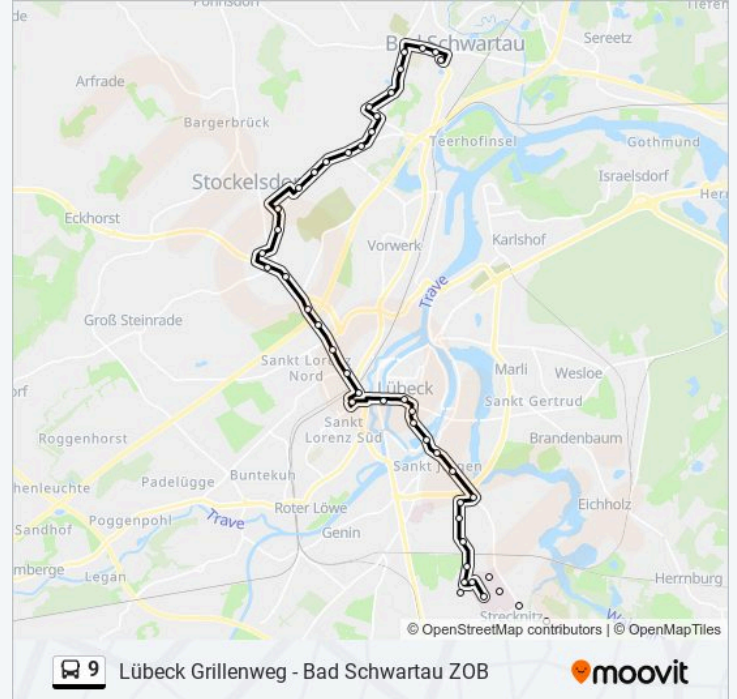 Bad Schwartau
Sereetz
Arfrade
Bargerbrück
Teerhofinsel
Gothmund
Israelsdorf
Stockelsdorf
Eckhorst
Karlshof
Vorwerk
Trave
Groß Steinrade
Sankt Lorenz
Nord
Marli
Wesloe
Lübeck
Sankt Gertrud
Sankt
Lorenz Süd
Roggenhorst
Brandenbaum
Sankt Jürgen
Buntekuh
Padelügge
Eichholz
Roter Löwe
Poggenpohl
Trave
Sandhof
Genin
Legan
Herrnburg
Strecknitz
© OpenStreetMap contributors | © OpenMapTiles
9 Lübeck Grillenweg - Bad Schwartau ZOB
moovit